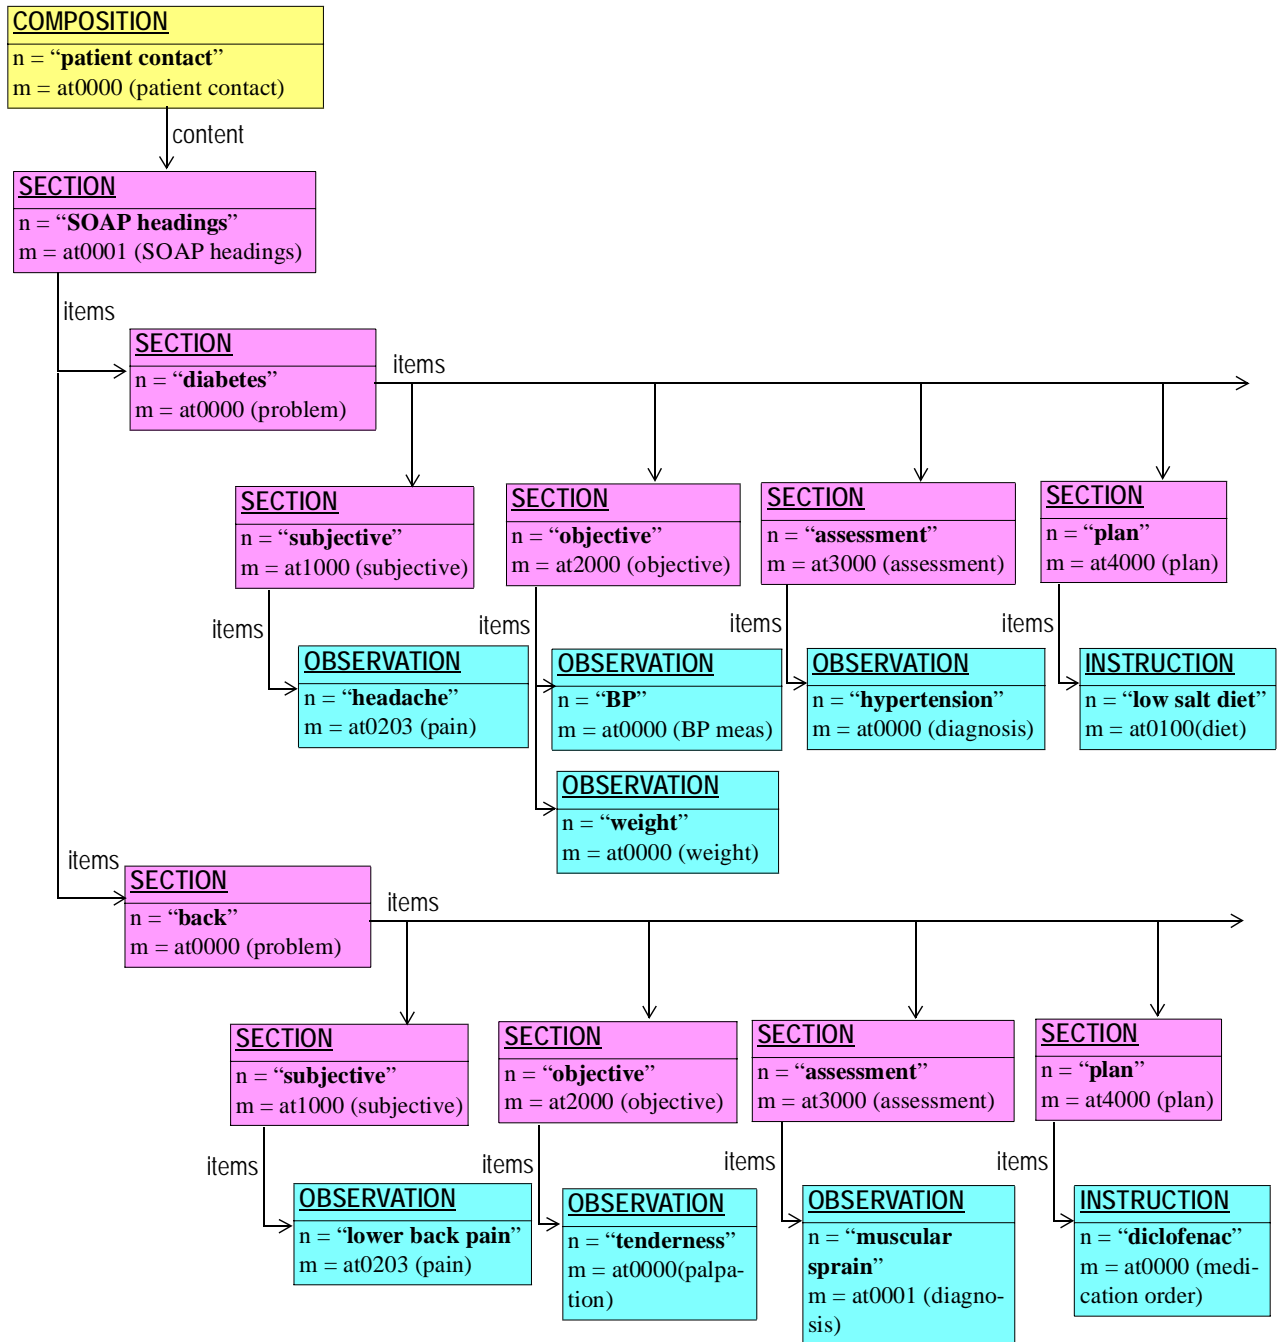 COMPOSITION
n = “patient contact”
m = at0000 (patient contact)
content
SECTION
n = “SOAP headings”
m = at0001 (SOAP headings)
items
SECTION
n = “diabetes”
m = at0000 (problem)
items
SECTION
n = “subjective”
m = at1000 (subjective)
SECTION
n = “objective”
m = at2000 (objective)
SECTION
n = “assessment”
m = at3000 (assessment)
SECTION
n = “plan”
m = at4000 (plan)
items
OBSERVATION
n = “headache”
m = at0203 (pain)
items
OBSERVATION
n = “BP”
m = at0000 (BP meas)
OBSERVATION
n = “weight”
m = at0000 (weight)
items
OBSERVATION
n = “hypertension”
m = at0000 (diagnosis)
items
INSTRUCTION
n = “low salt diet”
m = at0100(diet)
items
SECTION
n = “back”
m = at0000 (problem)
items
SECTION
n = “subjective”
m = at1000 (subjective)
SECTION
n = “objective”
m = at2000 (objective)
SECTION
n = “assessment”
m = at3000 (assessment)
SECTION
n = “plan”
m = at4000 (plan)
items
OBSERVATION
n = “lower back pain”
m = at0203 (pain)
items
OBSERVATION
n = “tenderness”
m = at0000(palpa-
tion)
items
OBSERVATION
n = “muscular
sprain”
m = at0001 (diagno-
sis)
items
INSTRUCTION
n = “diclofenac”
m = at0000 (medi-
cation order)